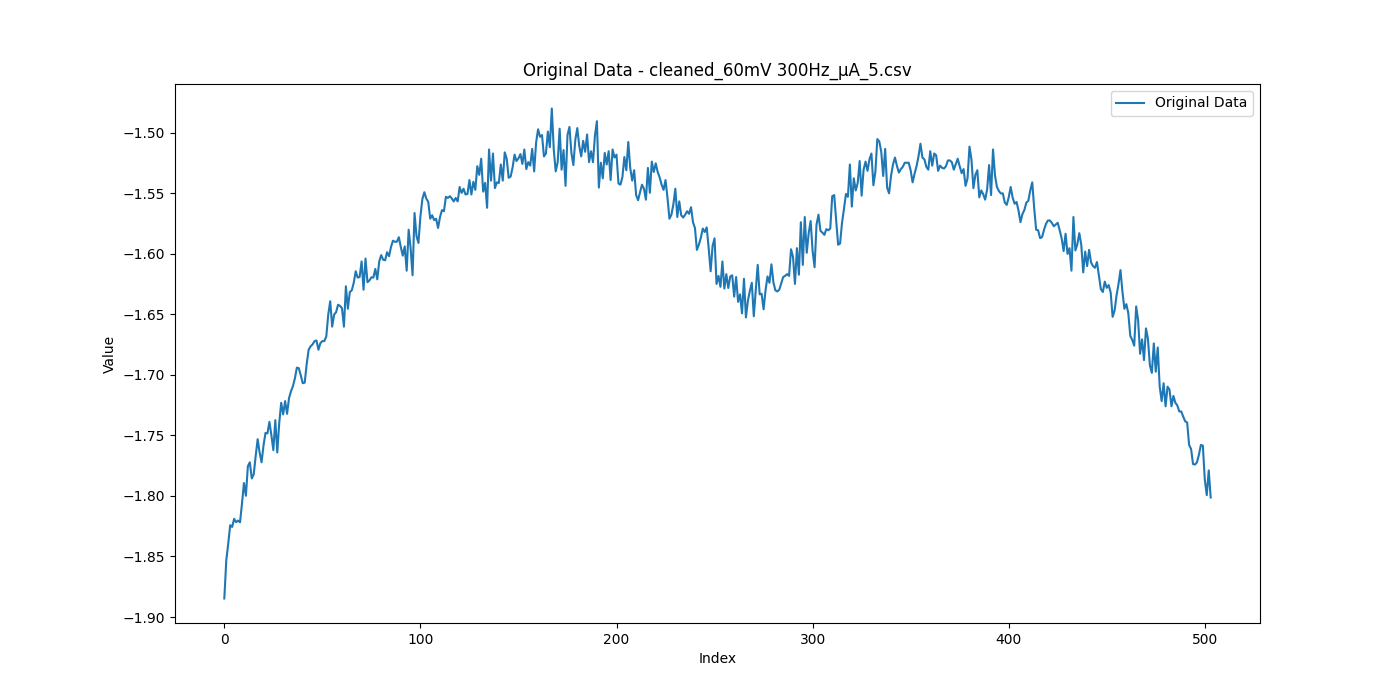 Original Data - cleaned_60mV 300Hz_μA_5.csv
Original Data
−1.50
−1.55
−1.60
−1.65
−1.70
−1.75
−1.80
−1.85
−1.90
Value
0 100 200 300 400 500
Index